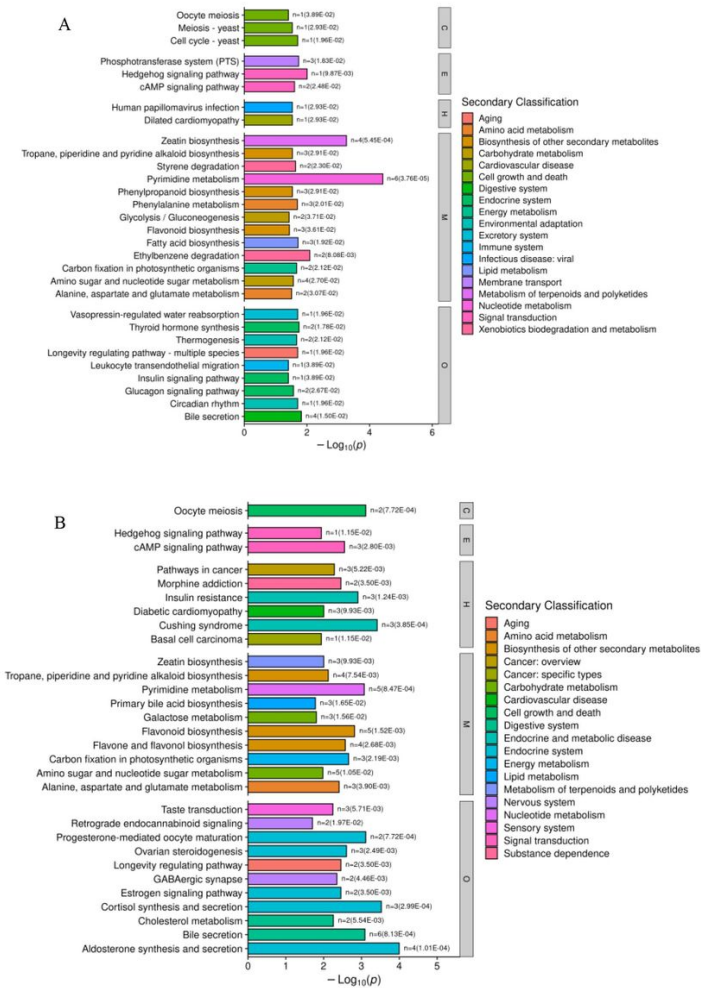 A
Oocyte meiosis n=1(3.89E-02)
Meiosis - yeast n=1(2.93E-02)
Cell cycle - yeast n=1(1.96E-02)
C
Phosphotransferase system (PTS) n=3(1.83E-02)
Hedgehog signaling pathway n=1(9.87E-03)
cAMP signaling pathway n=2(2.48E-02)
E
Human papillomavirus infection n=1(2.93E-02)
Dilated cardiomyopathy n=1(2.93E-02)
H
Zeatin biosynthesis n=4(5.45E-04)
Tropane, piperidine and pyridine alkaloid biosynthesis n=3(2.91E-02)
Styrene degradation n=2(2.30E-02)
Pyrimidine metabolism n=6(3.76E-05)
Phenylpropanoid biosynthesis n=3(2.91E-02)
Phenylalanine metabolism n=3(2.01E-02)
Glycolysis / Gluconeogenesis n=2(3.71E-02)
Flavonoid biosynthesis n=3(3.61E-02)
Fatty acid biosynthesis n=3(1.92E-02)
Ethylbenzene degradation n=2(8.08E-03)
Carbon fixation in photosynthetic organisms n=2(2.12E-02)
Amino sugar and nucleotide sugar metabolism n=4(2.70E-02)
Alanine, aspartate and glutamate metabolism n=2(3.07E-02)
M
Vasopressin-regulated water reabsorption n=1(1.96E-02)
Thyroid hormone synthesis n=2(1.78E-02)
Thermogenesis n=2(2.12E-02)
Longevity regulating pathway - multiple species n=1(1.96E-02)
Leukocyte transendothelial migration n=1(3.89E-02)
Insulin signaling pathway n=1(3.89E-02)
Glucagon signaling pathway n=2(2.67E-02)
Circadian rhythm n=1(1.96E-02)
Bile secretion n=4(1.50E-02)
O
0 2 4 6
−Log10(p)
Secondary Classification
Aging
Amino acid metabolism
Biosynthesis of other secondary metabolites
Carbohydrate metabolism
Cardiovascular disease
Cell growth and death
Digestive system
Endocrine system
Energy metabolism
Environmental adaptation
Excretory system
Immune system
Infectious disease: viral
Lipid metabolism
Membrane transport
Metabolism of terpenoids and polyketides
Nucleotide metabolism
Signal transduction
Xenobiotics biodegradation and metabolism
B
Oocyte meiosis n=2(7.72E-04)
C
Hedgehog signaling pathway n=1(1.15E-02)
cAMP signaling pathway n=3(2.80E-03)
E
Pathways in cancer n=3(5.22E-03)
Morphine addiction n=2(3.50E-03)
Insulin resistance n=3(1.24E-03)
Diabetic cardiomyopathy n=3(9.93E-03)
Cushing syndrome n=3(3.85E-04)
Basal cell carcinoma n=1(1.15E-02)
H
Zeatin biosynthesis n=3(9.93E-03)
Tropane, piperidine and pyridine alkaloid biosynthesis n=4(7.54E-03)
Pyrimidine metabolism n=5(8.47E-04)
Primary bile acid biosynthesis n=3(1.65E-02)
Galactose metabolism n=3(1.56E-02)
Flavonoid biosynthesis n=5(1.52E-03)
Flavone and flavonol biosynthesis n=4(2.68E-03)
Carbon fixation in photosynthetic organisms n=3(2.19E-03)
Amino sugar and nucleotide sugar metabolism n=5(1.05E-02)
Alanine, aspartate and glutamate metabolism n=3(3.90E-03)
M
Taste transduction n=3(5.71E-03)
Retrograde endocannabinoid signaling n=2(1.97E-02)
Progesterone-mediated oocyte maturation n=2(7.72E-04)
Ovarian steroidogenesis n=3(2.49E-03)
Longevity regulating pathway n=2(3.50E-03)
GABAergic synapse n=2(4.46E-03)
Estrogen signaling pathway n=2(3.50E-03)
Cortisol synthesis and secretion n=3(2.99E-04)
Cholesterol metabolism n=2(5.54E-03)
Bile secretion n=6(8.13E-04)
Aldosterone synthesis and secretion n=4(1.01E-04)
O
0 1 2 3 4 5
−Log10(p)
Secondary Classification
Aging
Amino acid metabolism
Biosynthesis of other secondary metabolites
Cancer: overview
Cancer: specific types
Carbohydrate metabolism
Cardiovascular disease
Cell growth and death
Digestive system
Endocrine and metabolic disease
Endocrine system
Energy metabolism
Lipid metabolism
Metabolism of terpenoids and polyketides
Nervous system
Nucleotide metabolism
Sensory system
Signal transduction
Substance dependence